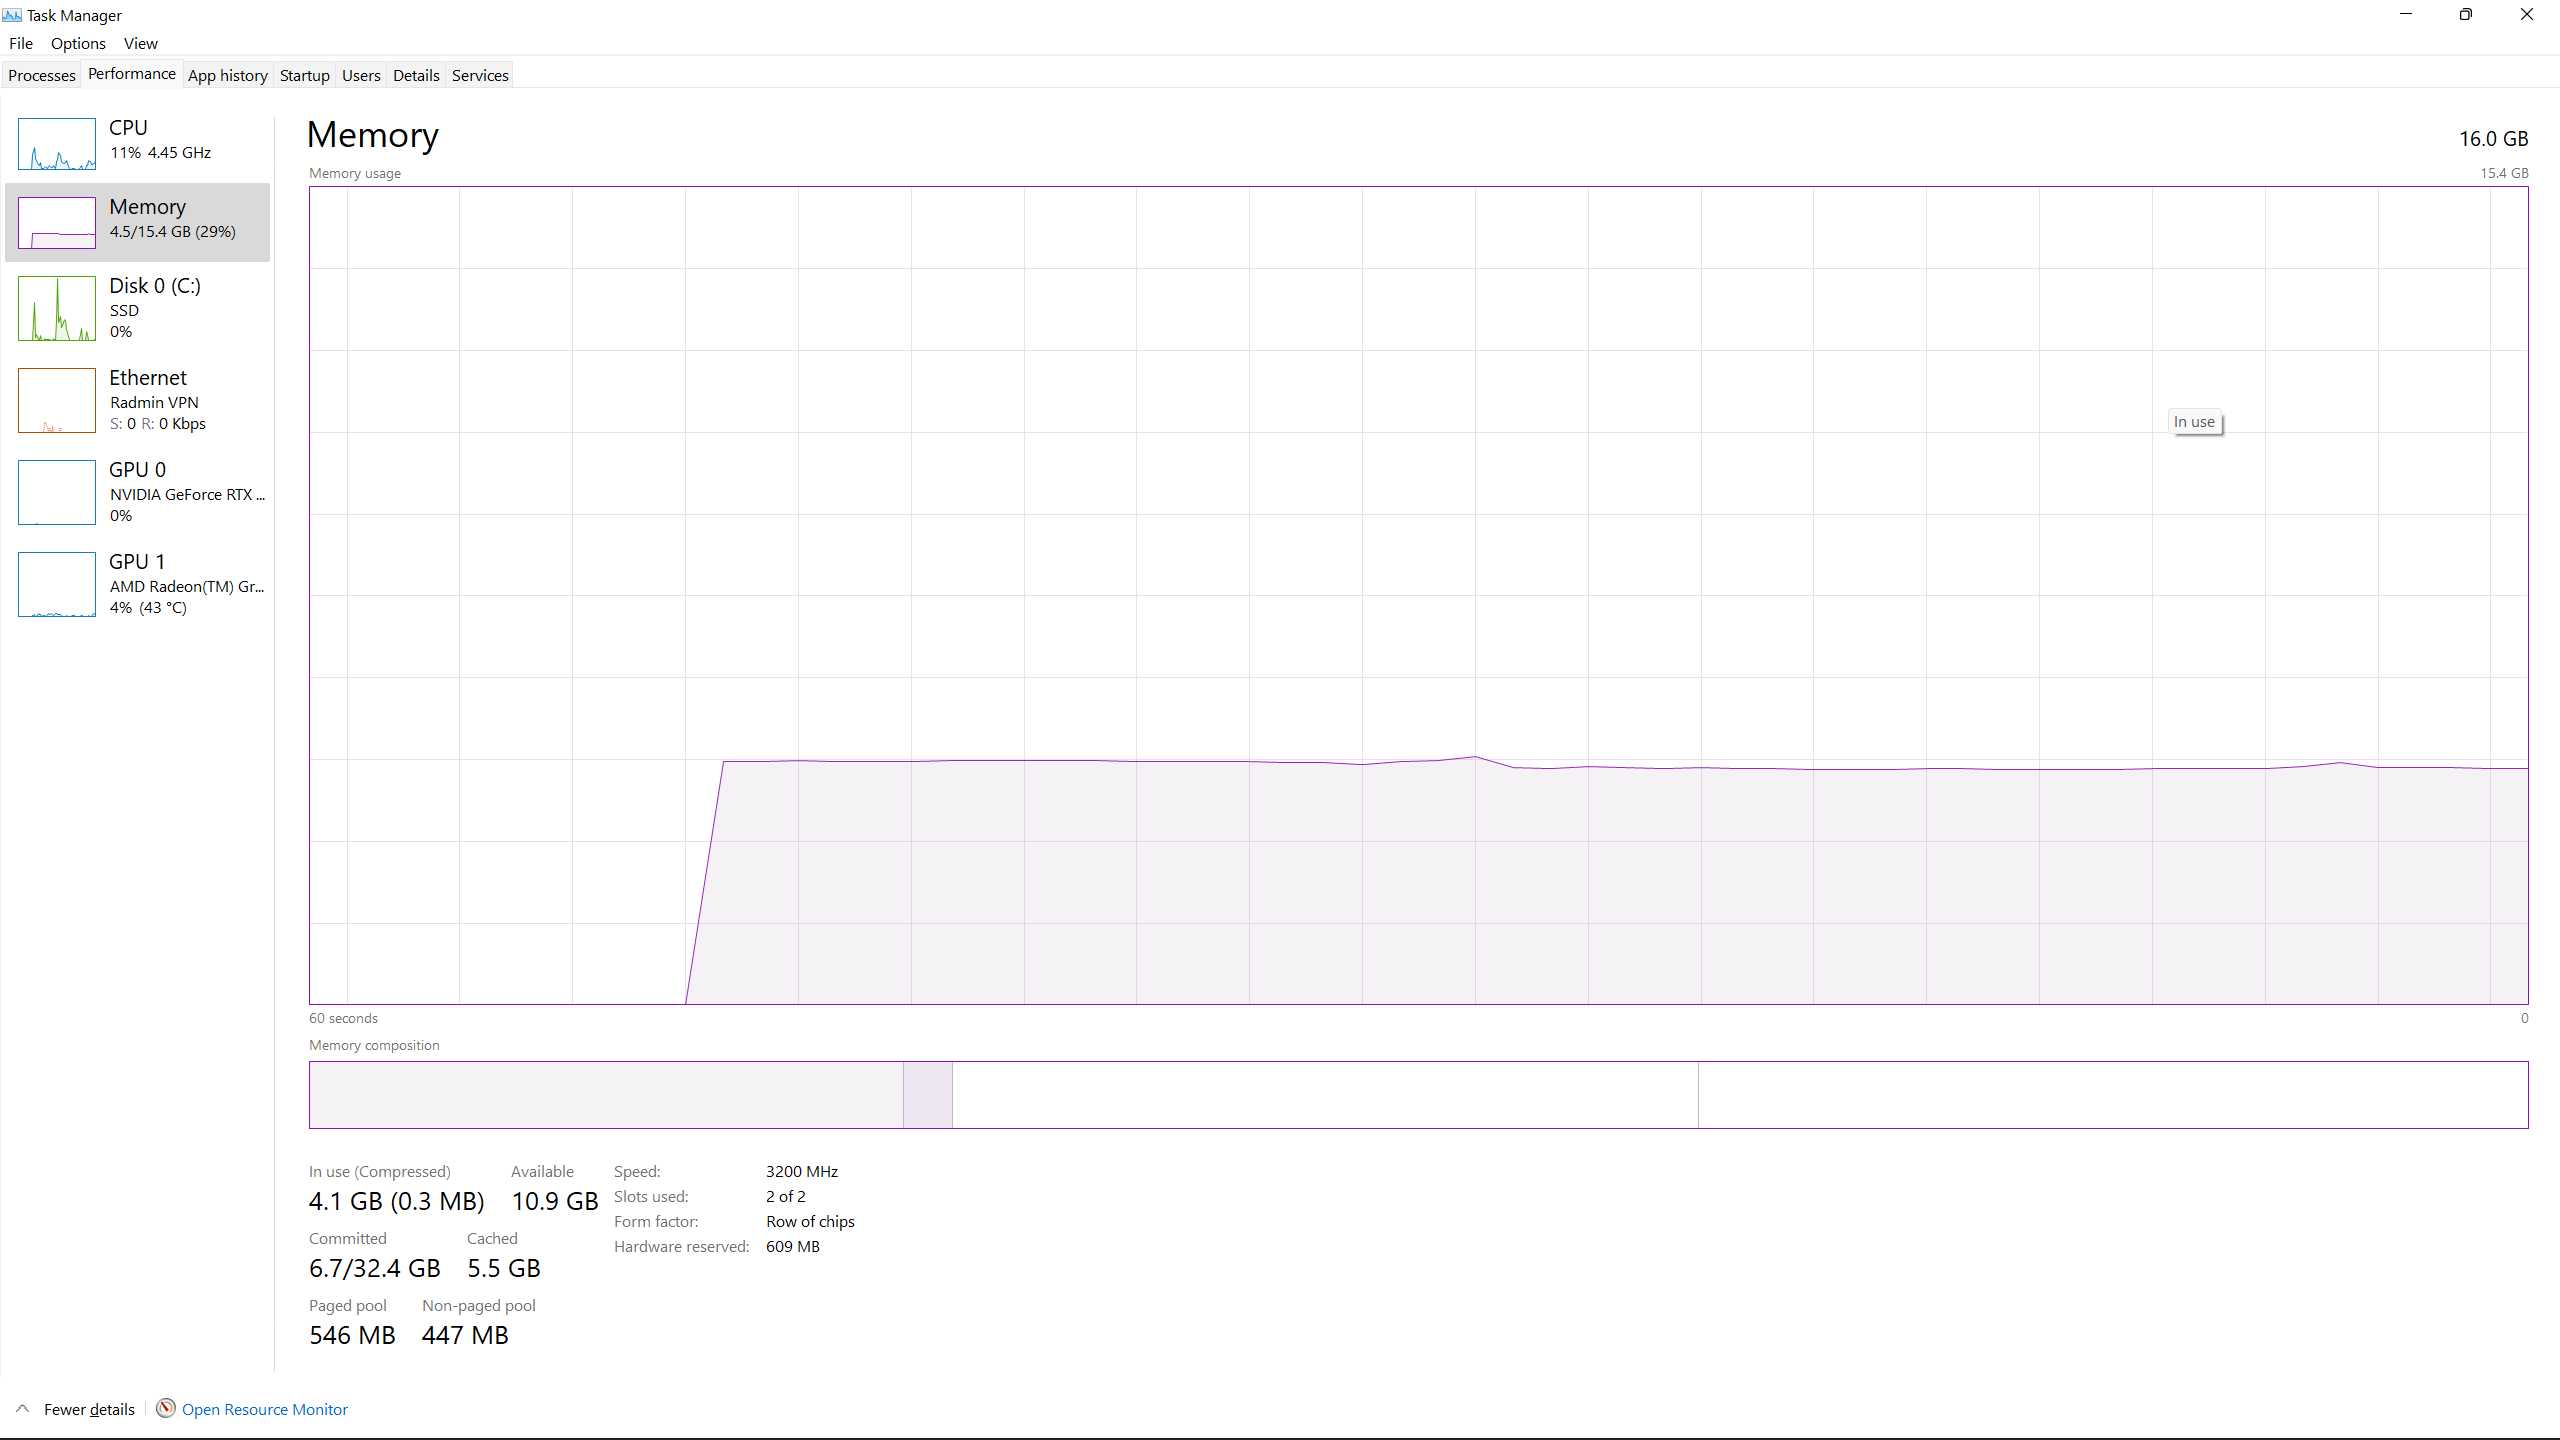 Task Manager
File Options View
Processes Performance App history Startup Users Details Services
CPU
11% 4.45 GHz
Memory
4.5/15.4 GB (29%)
Disk 0 (C:)
SSD
0%
Ethernet
Radmin VPN
S: 0 R: 0 Kbps
GPU 0
NVIDIA GeForce RTX ...
0%
GPU 1
AMD Radeon(TM) Gr...
4% (43 °C)
Memory 16.0 GB
Memory usage 15.4 GB
In use
60 seconds 0
Memory composition
In use (Compressed) Available
4.1 GB (0.3 MB) 10.9 GB
Committed Cached
6.7/32.4 GB 5.5 GB
Paged pool Non-paged pool
546 MB 447 MB
Speed: 3200 MHz
Slots used: 2 of 2
Form factor: Row of chips
Hardware reserved: 609 MB
Fewer details Open Resource Monitor